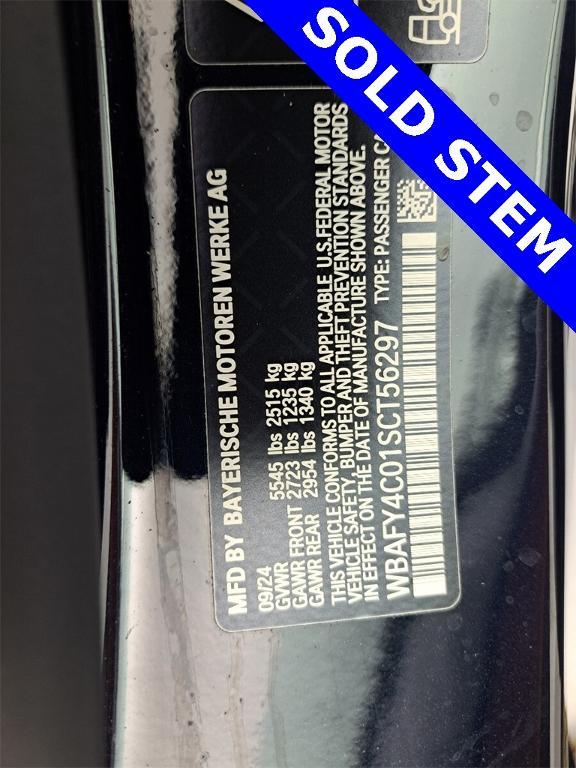 SOLD STEM
MFD BY BAYERISCHE MOTOREN WERKE AG
09/24
GVWR 5545 lbs 2515 kg
GAWR FRONT 2723 lbs 1235 kg
GAWR REAR 2954 lbs 1340 kg
THIS VEHICLE CONFORMS TO ALL APPLICABLE U.S. FEDERAL MOTOR
VEHICLE SAFETY, BUMPER AND THEFT PREVENTION STANDARDS
IN EFFECT ON THE DATE OF MANUFACTURE SHOWN ABOVE.
WBAFY4C01SCT56297 TYPE: PASSENGER